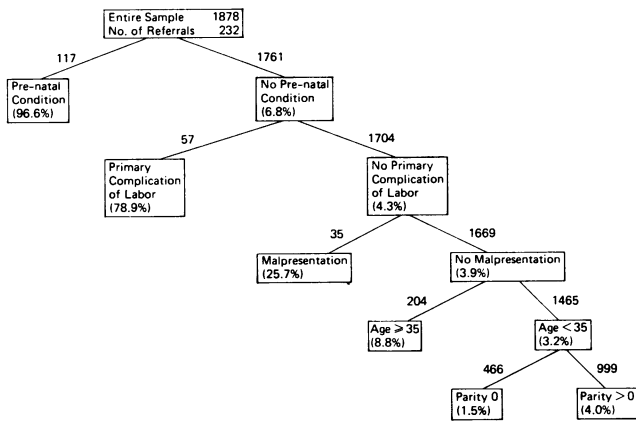 Entire Sample 1878
No. of Referrals 232
117
1761
Pre-natal
Condition
(96.6%)
No Pre-natal
Condition
(6.8%)
57
1704
Primary
Complication
of Labor
(78.9%)
No Primary
Complication
of Labor
(4.3%)
35
1669
Malpresentation
(25.7%)
No Malpresentation
(3.9%)
204
1465
Age ⩾ 35
(8.8%)
Age < 35
(3.2%)
466
999
Parity 0
(1.5%)
Parity > 0
(4.0%)